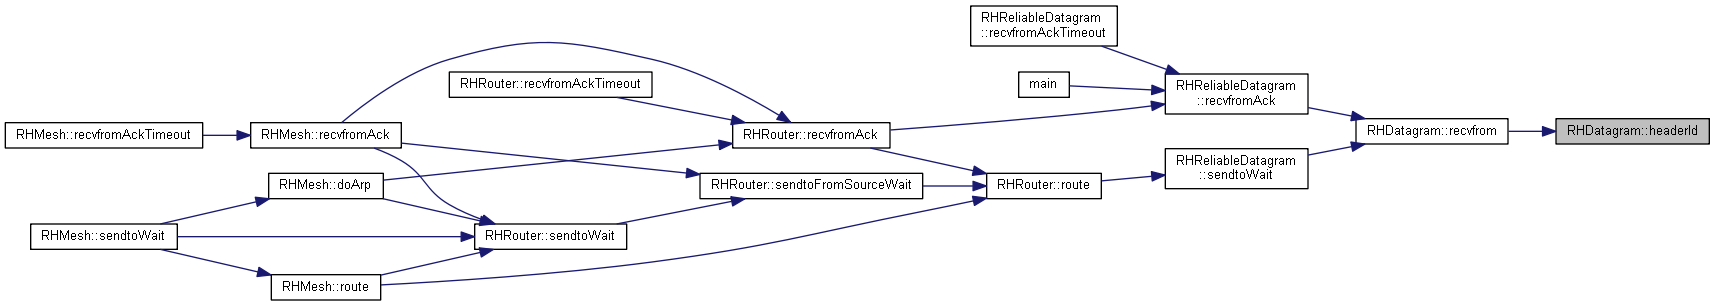 RHReliableDatagram
::recvfromAckTimeout
RHRouter::recvfromAckTimeout
main
RHReliableDatagram
::recvfromAck
RHMesh::recvfromAckTimeout
RHMesh::recvfromAck
RHRouter::recvfromAck
RHDatagram::recvfrom
RHDatagram::headerId
RHReliableDatagram
::sendtoWait
RHMesh::doArp
RHRouter::sendtoFromSourceWait
RHRouter::route
RHMesh::sendtoWait
RHRouter::sendtoWait
RHMesh::route